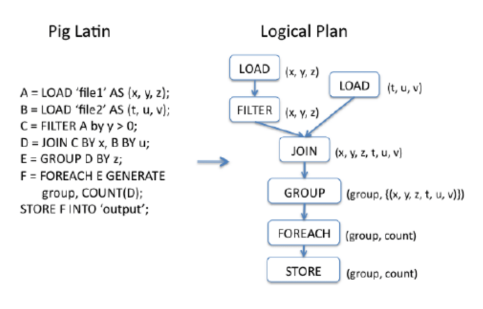 Pig Latin
Logical Plan
A = LOAD 'file1' AS (x, y, z);
B = LOAD 'file2' AS (t, u, v);
C = FILTER A by y > 0;
D = JOIN C BY x, B BY u;
E = GROUP D BY z;
F = FOREACH E GENERATE
group, COUNT(D);
STORE F INTO 'output';
LOAD (x, y, z)
LOAD (t, u, v)
FILTER (x, y, z)
JOIN (x, y, z, t, u, v)
GROUP (group, {(x, y, z, t, u, v)})
FOREACH (group, count)
STORE (group, count)